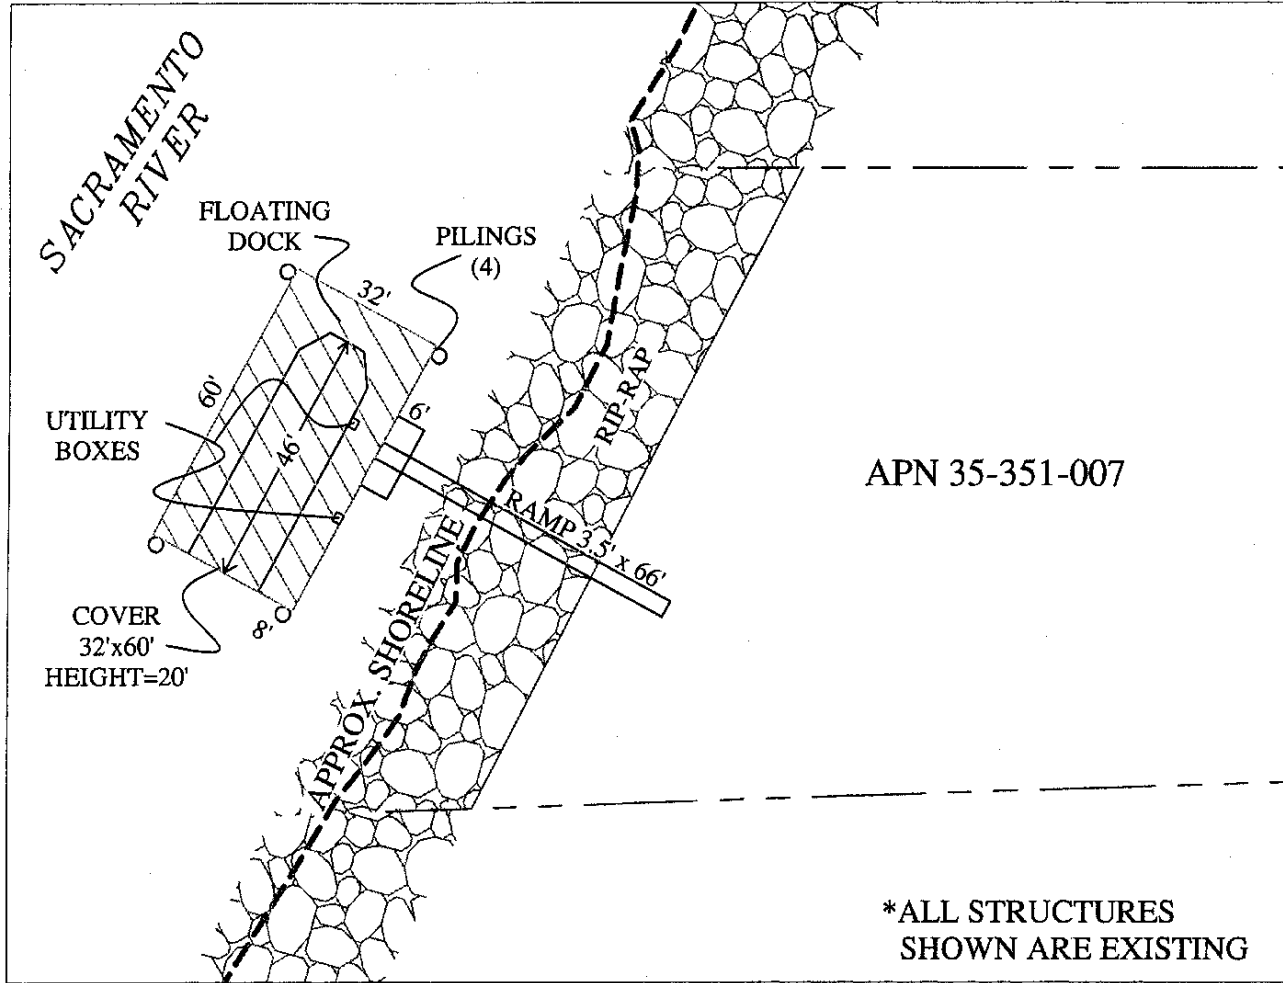 SACRAMENTO
RIVER
FLOATING
DOCK
PILINGS
(4)
32'
60'
6'
UTILITY
BOXES
46'
RIP-RAP
APN 35-351-007
RAMP 3.5' x 66'
APPROX. SHORELINE
COVER
32'x60'
HEIGHT=20'
8'
*ALL STRUCTURES
SHOWN ARE EXISTING